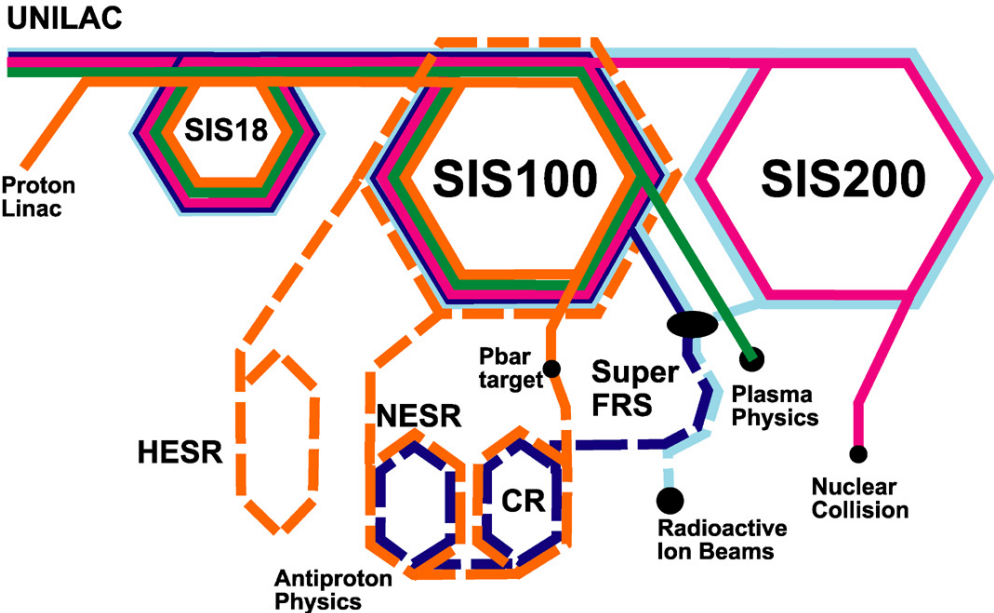 UNILAC
SIS18
SIS100
SIS200
Proton
Linac
Pbar
target
Super
FRS
Plasma
Physics
NESR
HESR
CR
Nuclear
Collision
Radioactive
Ion Beams
Antiproton
Physics